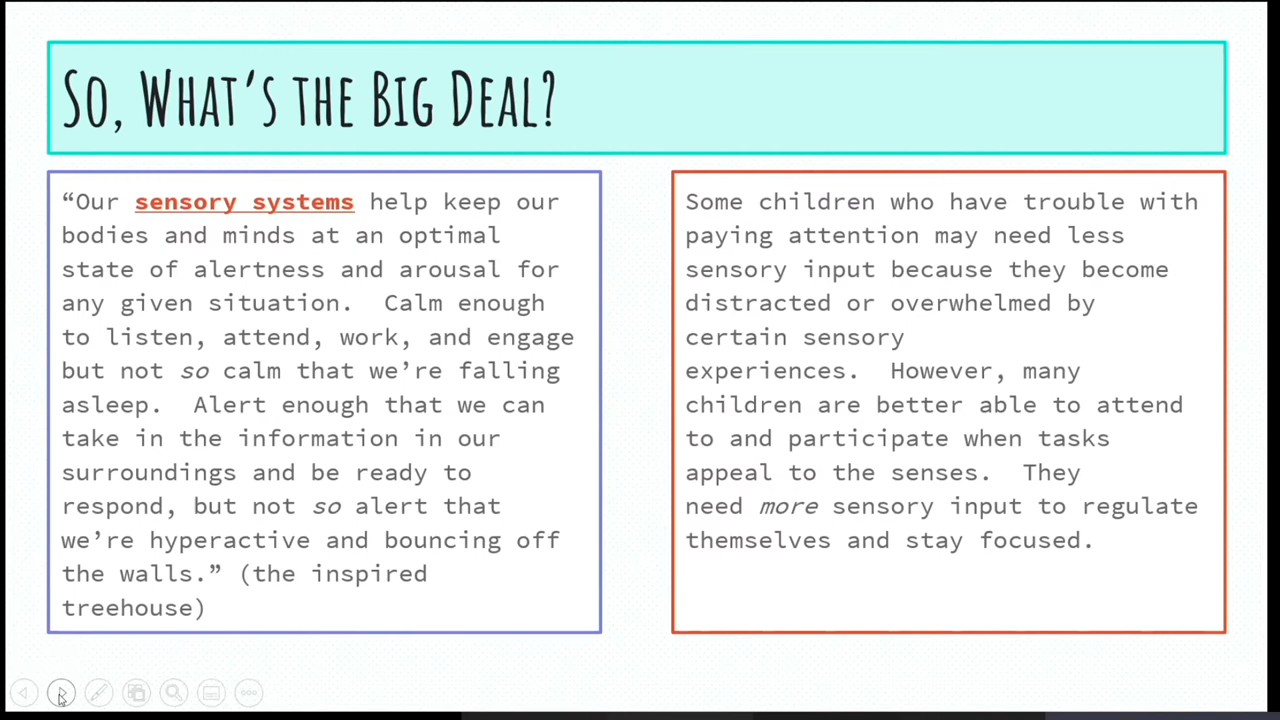 So, What's the Big Deal?
“Our sensory systems help keep our
bodies and minds at an optimal
state of alertness and arousal for
any given situation.  Calm enough
to listen, attend, work, and engage
but not so calm that we’re falling
asleep.  Alert enough that we can
take in the information in our
surroundings and be ready to
respond, but not so alert that
we’re hyperactive and bouncing off
the walls.” (the inspired
treehouse)
Some children who have trouble with
paying attention may need less
sensory input because they become
distracted or overwhelmed by
certain sensory
experiences.  However, many
children are better able to attend
to and participate when tasks
appeal to the senses.  They
need more sensory input to regulate
themselves and stay focused.